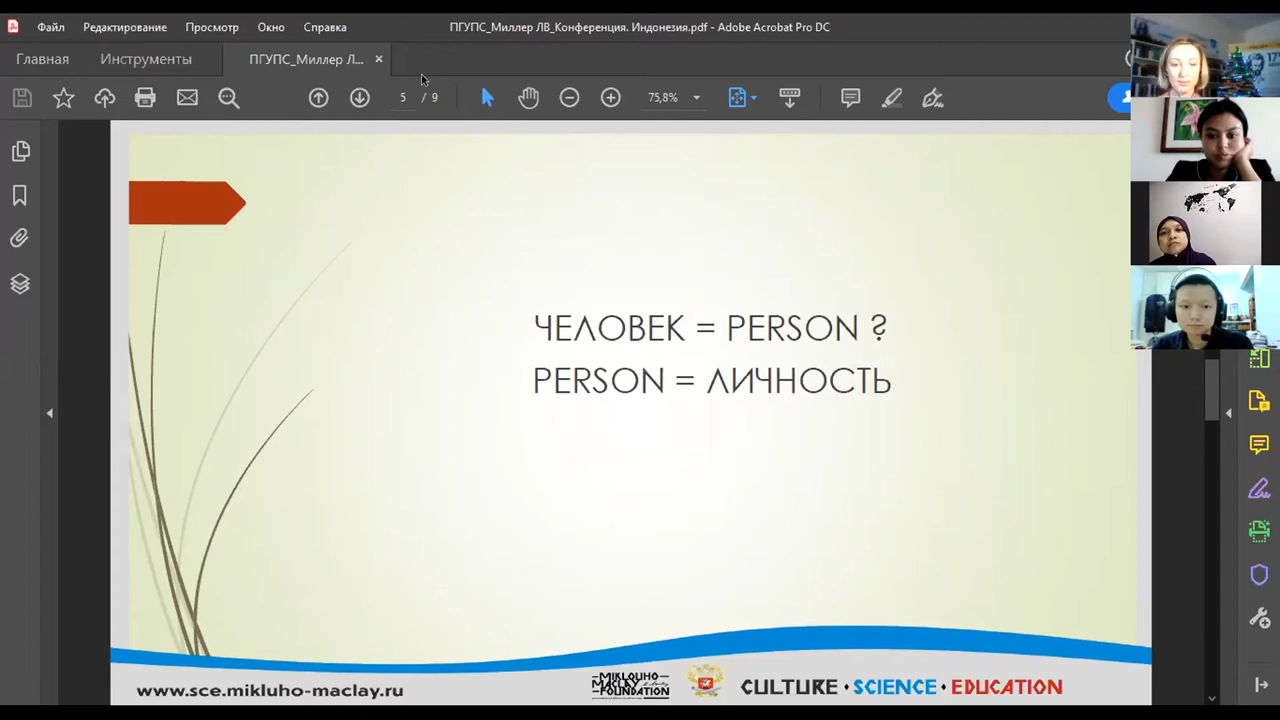 Файл Редактирование Просмотр Окно Справка
ПГУПС_Миллер ЛВ_Конференция. Индонезия.pdf - Adobe Acrobat Pro DC
Главная Инструменты ПГУПС_Миллер Л... ×
5 / 9 75,8%
ЧЕЛОВЕК = PERSON ?
PERSON = ЛИЧНОСТЬ
www.sce.mikluho-maclay.ru
MIKLOUHO
MACLAY
FOUNDATION
CULTURE · SCIENCE · EDUCATION